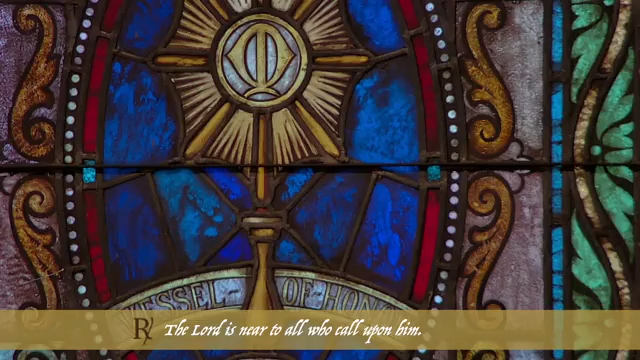 VESSEL OF HONO
℟ The Lord is near to all who call upon him.